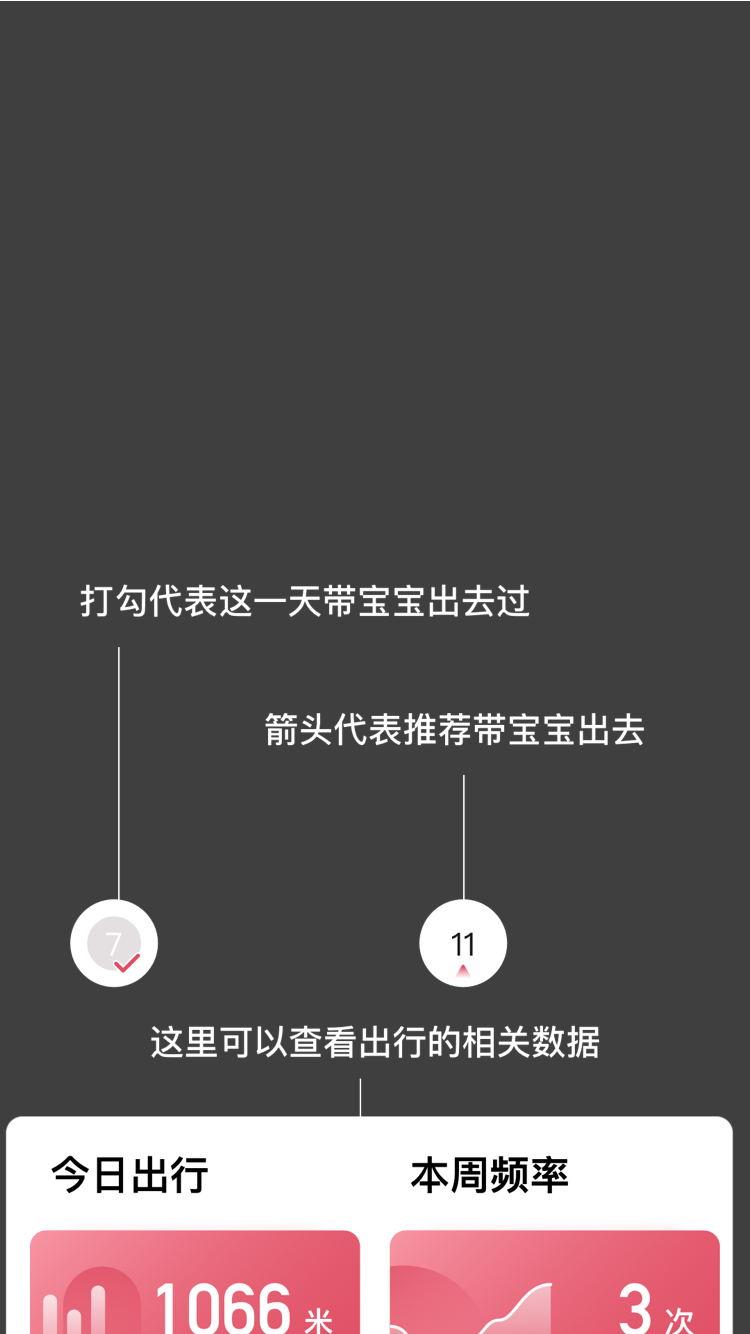 打勾代表这一天带宝宝出去过
箭头代表推荐带宝宝出去
7
11
这里可以查看出行的相关数据
今日出行
本周频率
1066 米
3 次